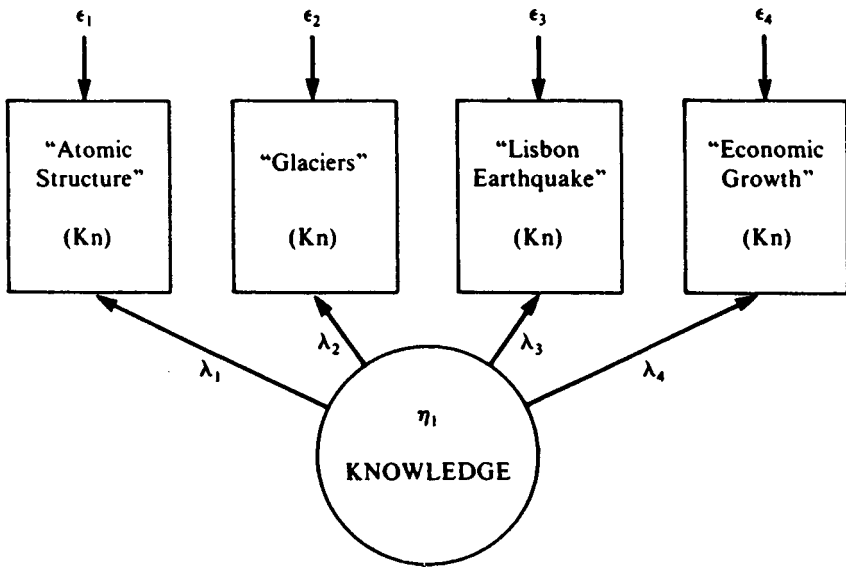 ϵ₁ ϵ₂ ϵ₃ ϵ₄
“Atomic
Structure”
(Kn)
“Glaciers”
(Kn)
“Lisbon
Earthquake”
(Kn)
“Economic
Growth”
(Kn)
λ₁
λ₂
λ₃
λ₄
η₁
KNOWLEDGE